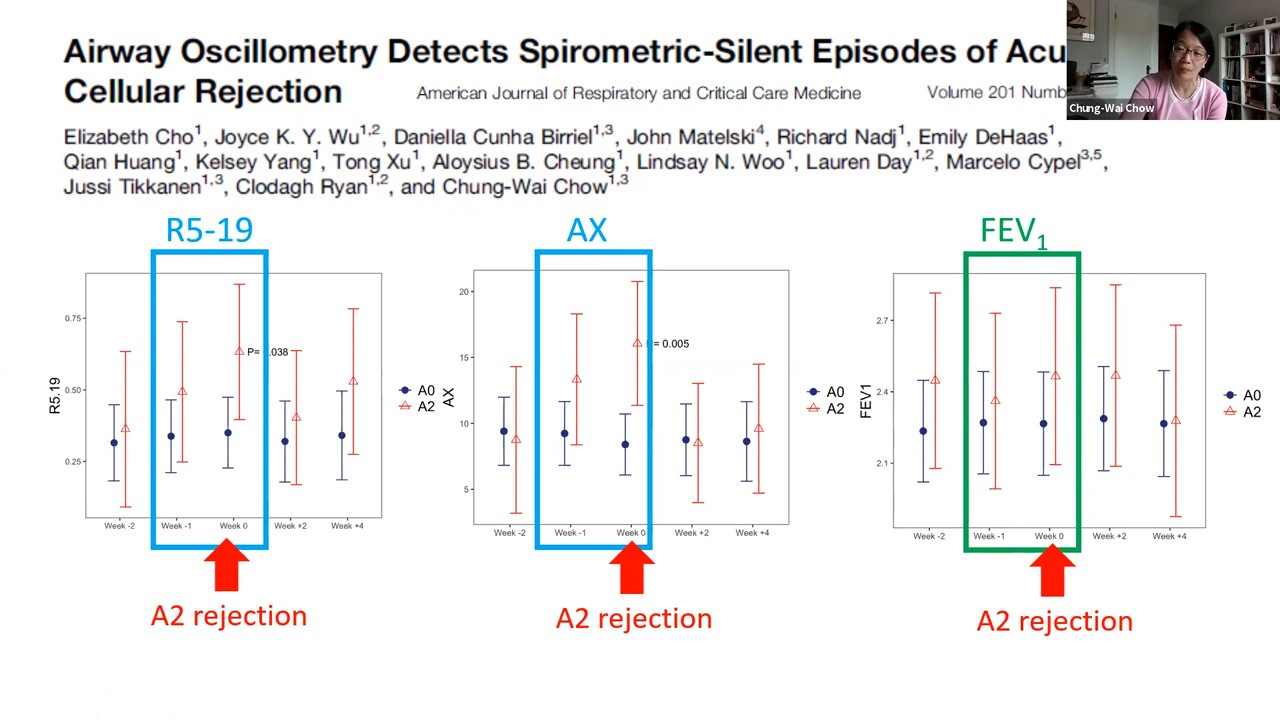 Airway Oscillometry Detects Spirometric-Silent Episodes of Acu
Cellular Rejection
American Journal of Respiratory and Critical Care Medicine
Volume 201 Numb
Chung-Wai Chow
Elizabeth Cho1, Joyce K. Y. Wu1,2, Daniella Cunha Birriel1,3, John Matelski4, Richard Nadj1, Emily DeHaas1,
Qian Huang1, Kelsey Yang1, Tong Xu1, Aloysius B. Cheung1, Lindsay N. Woo1, Lauren Day1,2, Marcelo Cypel3,5,
Jussi Tikkanen1,3, Clodagh Ryan1,2, and Chung-Wai Chow1,3
R5-19
R5.19
0.75
0.50
0.25
P= .038
A0
A2
Week -2 Week -1 Week 0 Week +2 Week +4
A2 rejection
AX
AX
20
15
10
5
= 0.005
A0
A2
Week -2 Week -1 Week 0 Week +2 Week +4
A2 rejection
FEV1
FEV1
2.7
2.4
2.1
A0
A2
Week -2 Week -1 Week 0 Week +2 Week +4
A2 rejection